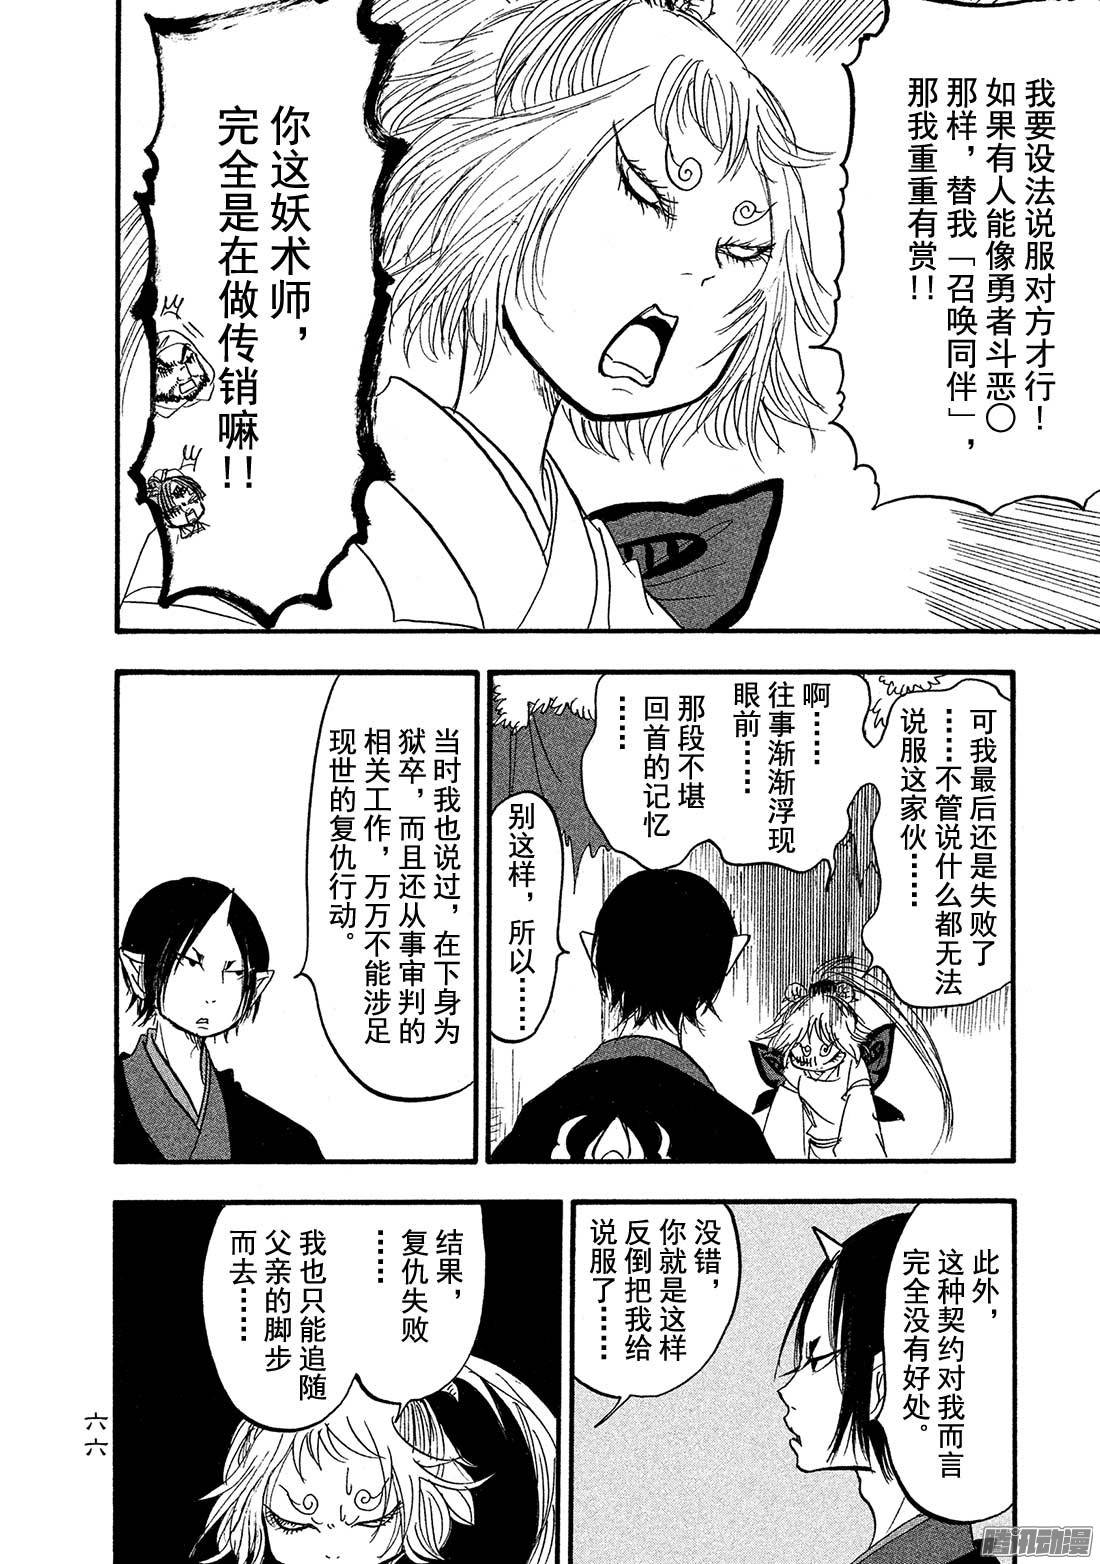 我要设法说服对方才行！
如果有人能像勇者斗恶〇
那样，替我「召唤同伴」，
那我重重有赏！！
你这妖术师，
完全是在做传销嘛！！
可我最后还是失败了
……不管说什么都无法
说服这家伙……
啊……
往事渐渐浮现
眼前……
那段不堪
回首的记忆
……
别这样，所以……
当时我也说过，在下身为
狱卒，而且还从事审判的
相关工作，万万不能涉足
现世的复仇行动。
此外，
这种契约对我而言
完全没有好处。
没错，
你就是这样
反倒把我给
说服了……
结果，
复仇失败
……
我也只能追随
父亲的脚步
而去……
六六
腾讯动漫